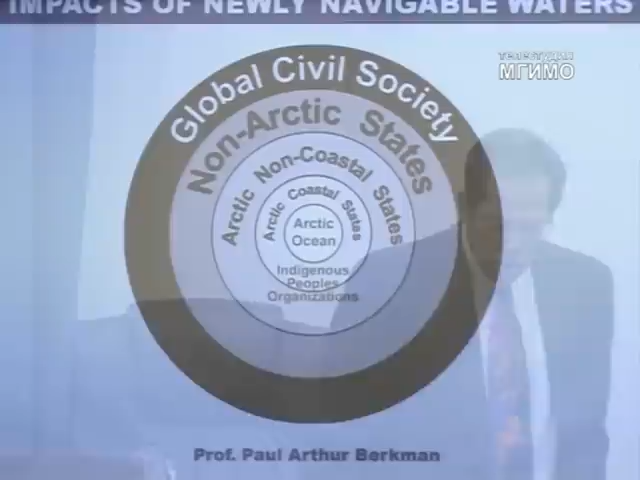 IMPACTS OF NEWLY NAVIGABLE WATERS
телестудия
МГИМО
Global Civil Society
Non-Arctic States
Arctic Non-Coastal States
Arctic Coastal States
Arctic
Ocean
Indigenous
Peoples
Organizations
Prof. Paul Arthur Berkman